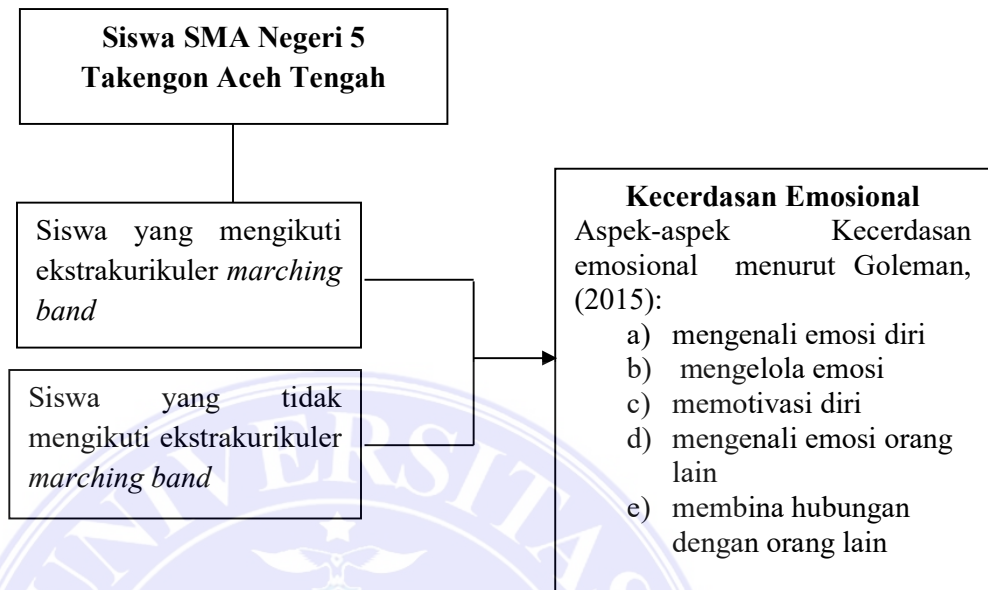 Siswa SMA Negeri 5
Takengon Aceh Tengah
Siswa yang mengikuti
ekstrakurikuler marching
band
Siswa yang tidak
mengikuti ekstrakurikuler
marching band
Kecerdasan Emosional
Aspek-aspek Kecerdasan
emosional menurut Goleman,
(2015):
a) mengenali emosi diri
b) mengelola emosi
c) memotivasi diri
d) mengenali emosi orang
lain
e) membina hubungan
dengan orang lain
UNIVERSITAS